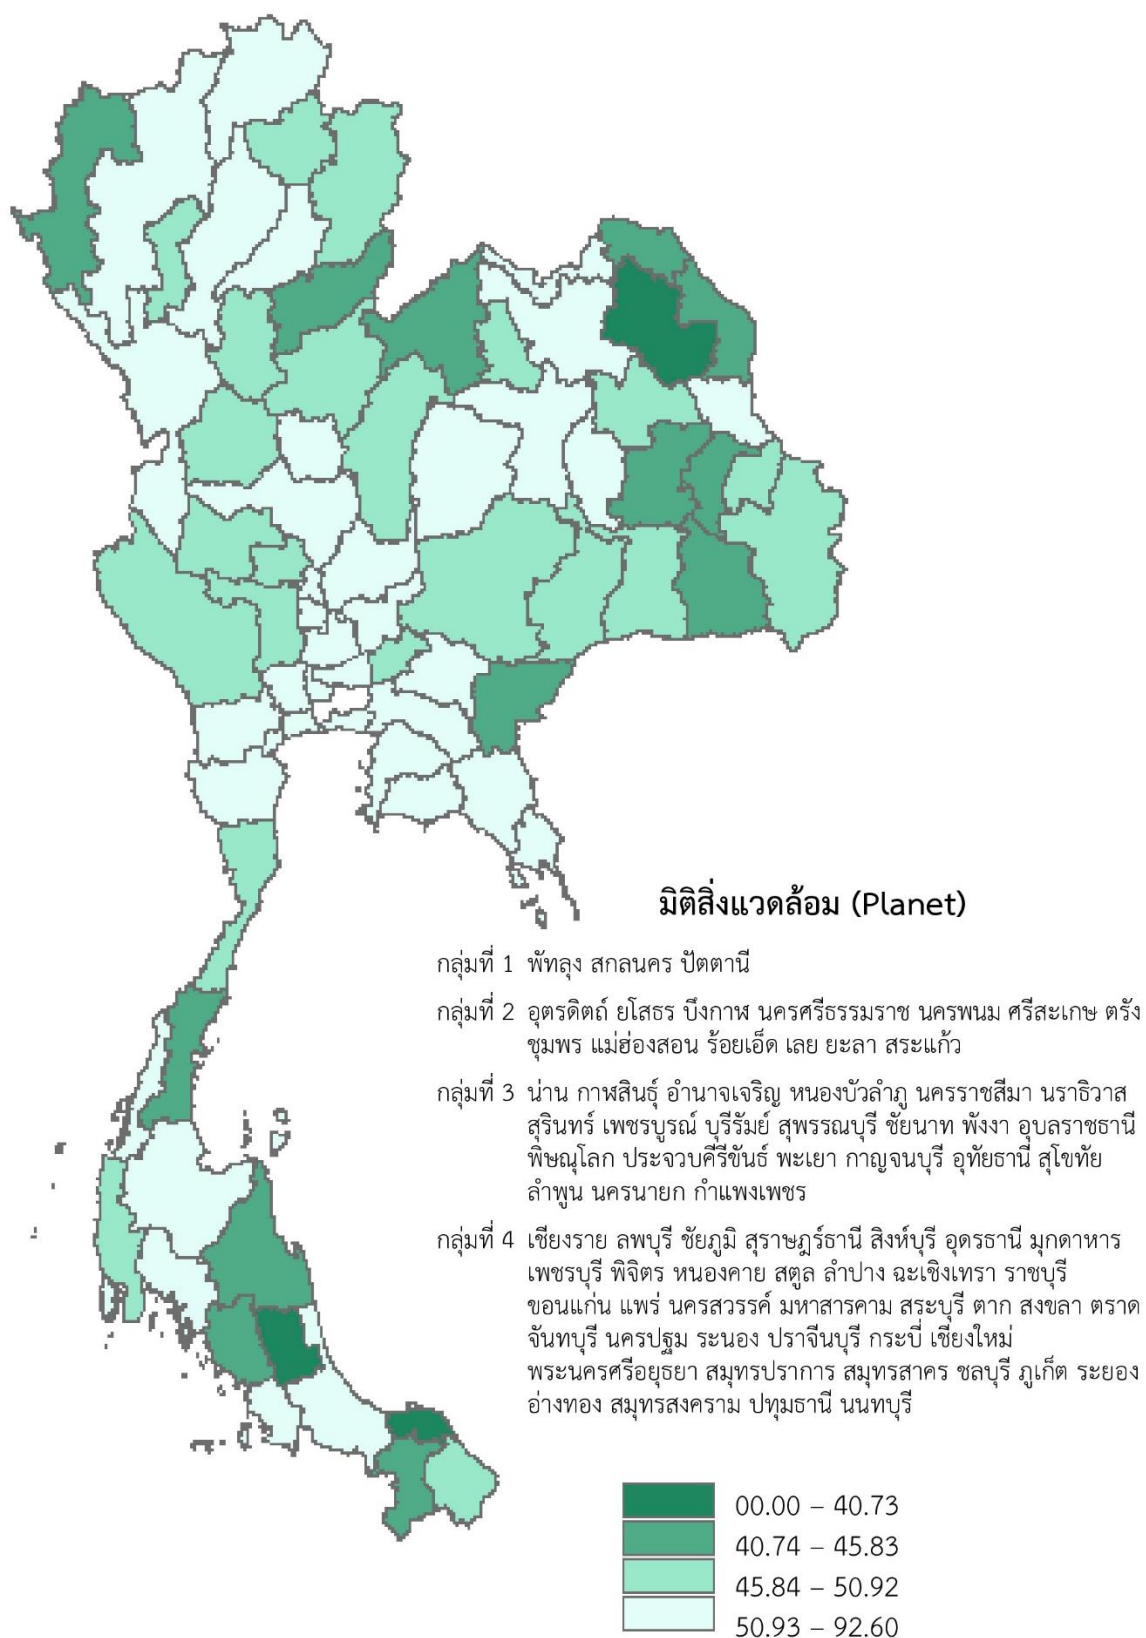 มิติสิ่งแวดล้อม (Planet)
กลุ่มที่ 1 พัทลุง สกลนคร ปัตตานี
กลุ่มที่ 2 อุตรดิตถ์ ยโสธร บึงกาฬ นครศรีธรรมราช นครพนม ศรีสะเกษ ตรัง
ชุมพร แม่ฮ่องสอน ร้อยเอ็ด เลย ยะลา สระแก้ว
กลุ่มที่ 3 น่าน กาฬสินธุ์ อำนาจเจริญ หนองบัวลำภู นครราชสีมา นราธิวาส
สุรินทร์ เพชรบูรณ์ บุรีรัมย์ สุพรรณบุรี ชัยนาท พังงา อุบลราชธานี
พิษณุโลก ประจวบคีรีขันธ์ พะเยา กาญจนบุรี อุทัยธานี สุโขทัย
ลำพูน นครนายก กำแพงเพชร
กลุ่มที่ 4 เชียงราย ลพบุรี ชัยภูมิ สุราษฎร์ธานี สิงห์บุรี อุดรธานี มุกดาหาร
เพชรบุรี พิจิตร หนองคาย สตูล ลำปาง ฉะเชิงเทรา ราชบุรี
ขอนแก่น แพร่ นครสวรรค์ มหาสารคาม สระบุรี ตาก สงขลา ตราด
จันทบุรี นครปฐม ระนอง ปราจีนบุรี กระบี่ เชียงใหม่
พระนครศรีอยุธยา สมุทรปราการ สมุทรสาคร ชลบุรี ภูเก็ต ระยอง
อ่างทอง สมุทรสงคราม ปทุมธานี นนทบุรี
00.00 – 40.73
40.74 – 45.83
45.84 – 50.92
50.93 – 92.60